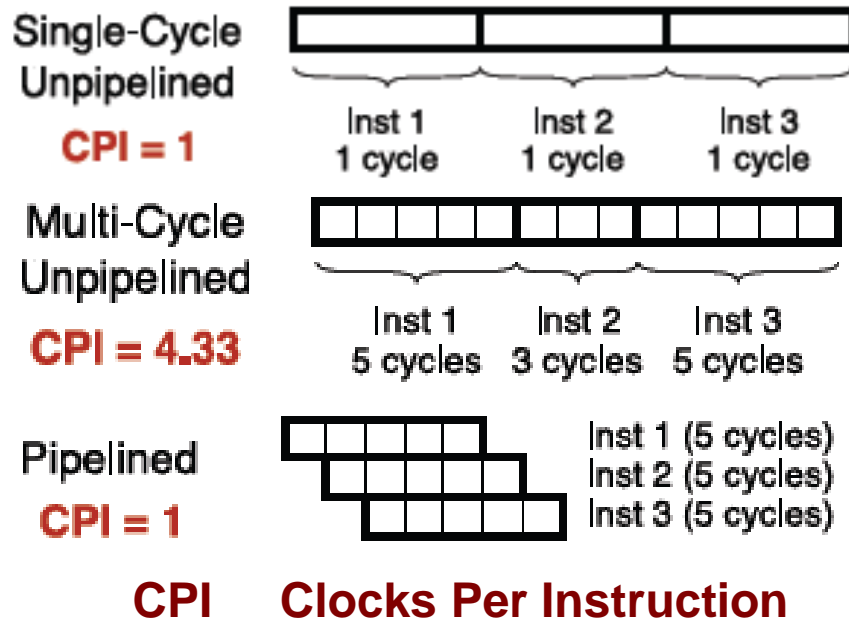 Single-Cycle
Unpipelined
CPI = 1
Inst 1
1 cycle
Inst 2
1 cycle
Inst 3
1 cycle
Multi-Cycle
Unpipelined
CPI = 4.33
Inst 1
5 cycles
Inst 2
3 cycles
Inst 3
5 cycles
Pipelined
CPI = 1
Inst 1 (5 cycles)
Inst 2 (5 cycles)
Inst 3 (5 cycles)
CPI Clocks Per Instruction